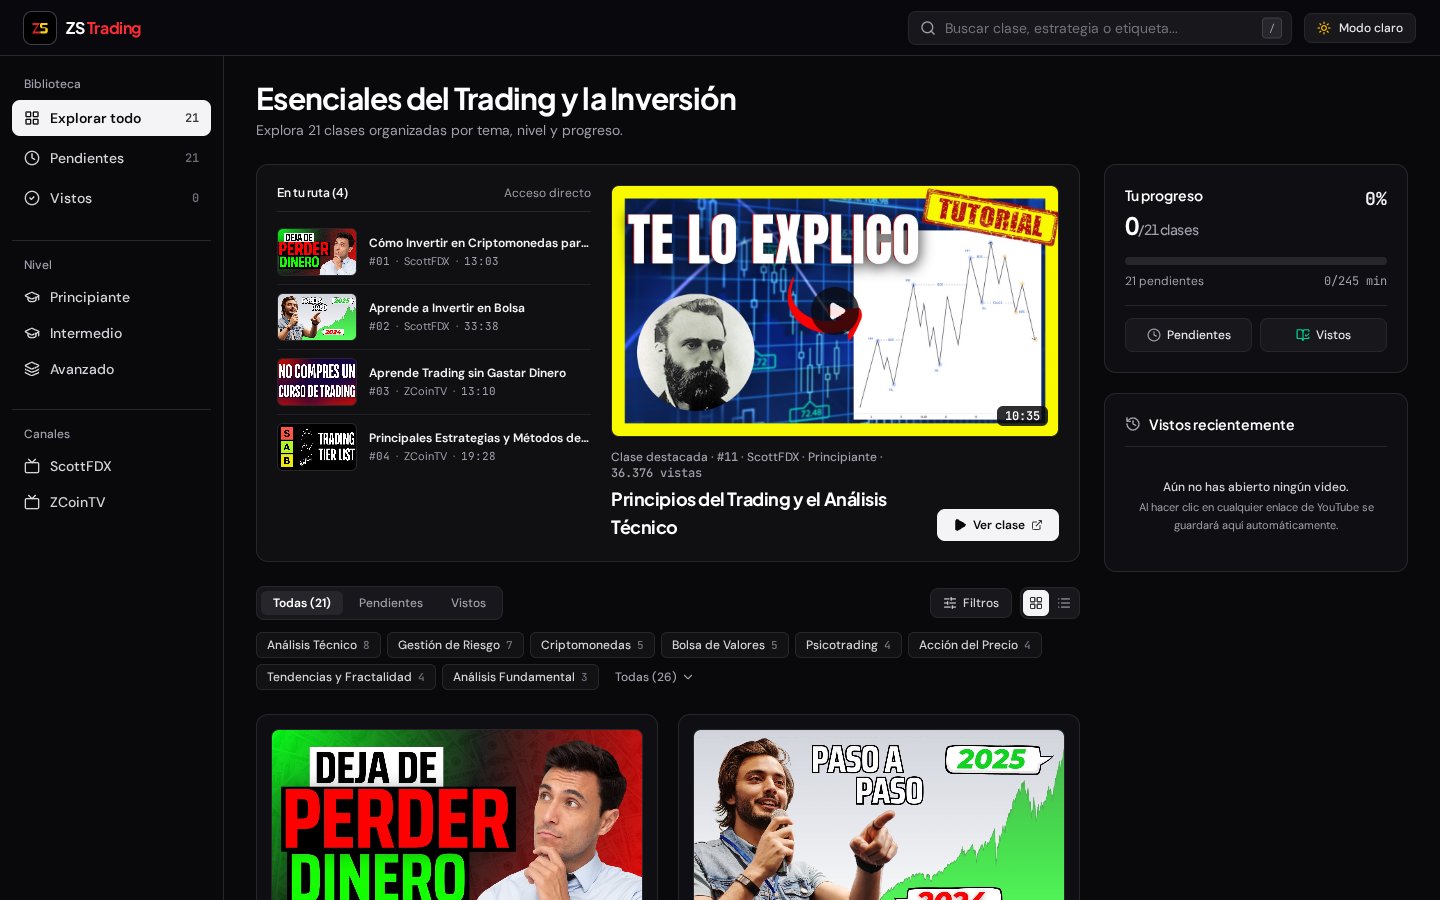 ZS
ZS Trading
Buscar clase, estrategia o etiqueta...
/
Modo claro
Biblioteca
Explorar todo 21
Pendientes 21
Vistos 0
Nivel
Principiante
Intermedio
Avanzado
Canales
ScottFDX
ZCoinTV
Esenciales del Trading y la Inversión
Explora 21 clases organizadas por tema, nivel y progreso.
En tu ruta (4)
Acceso directo
DEJA DE
PERDER
DINERO
Cómo Invertir en Criptomonedas par...
#01 · ScottFDX · 13:03
2025
2024
Aprende a Invertir en Bolsa
#02 · ScottFDX · 33:38
NO COMPRES UN
CURSO DE TRADING
Aprende Trading sin Gastar Dinero
#03 · ZCoinTV · 13:10
S
A
B
TRADING
TIER LIST
Principales Estrategias y Métodos de...
#04 · ZCoinTV · 19:28
TE LO EXPLICO
TUTORIAL
72.48
10:35
Clase destacada · #11 · ScottFDX · Principiante ·
36.376 vistas
Principios del Trading y el Análisis
Técnico
Ver clase
Tu progreso
0%
0/21 clases
21 pendientes
0/245 min
Pendientes
Vistos
Vistos recientemente
Aún no has abierto ningún video.
Al hacer clic en cualquier enlace de YouTube se
guardará aquí automáticamente.
Todas (21)
Pendientes
Vistos
Filtros
Análisis Técnico 8
Gestión de Riesgo 7
Criptomonedas 5
Bolsa de Valores 5
Psicotrading 4
Acción del Precio 4
Tendencias y Fractalidad 4
Análisis Fundamental 3
Todas (26)
DEJA DE
PERDER
DINERO
PASO A
PASO
2025
2024